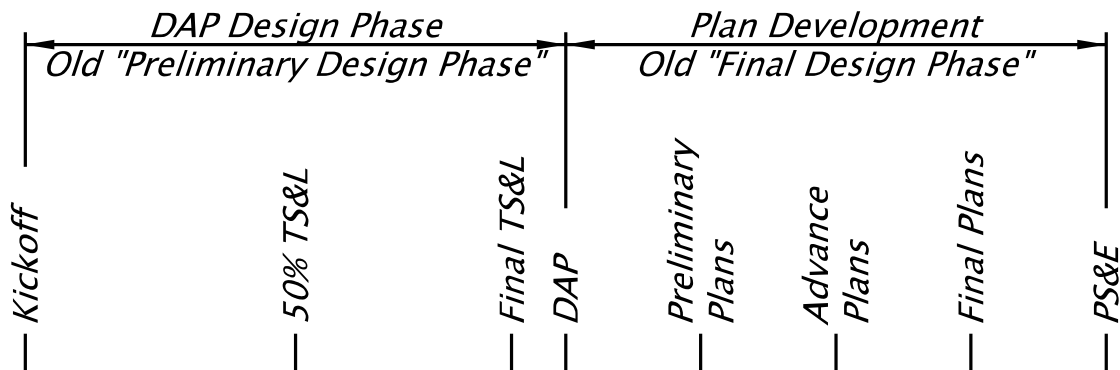 DAP Design Phase
Old "Preliminary Design Phase"
Plan Development
Old "Final Design Phase"
Kickoff
50% TS&L
Final TS&L
DAP
Preliminary
Plans
Advance
Plans
Final Plans
PS&E